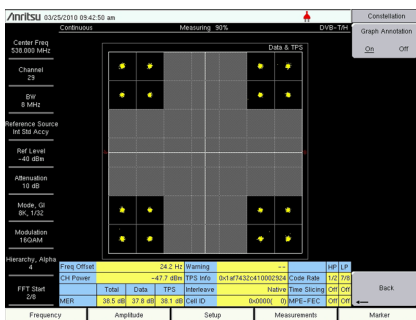 Anritsu 03/25/2010 09:42:50 am
Constellation
Continuous
Measuring 90%
DVB-T/H
Graph Annotation
On Off
Data & TPS
Center Freq
538.000 MHz
Channel
29
BW
8 MHz
Reference Source
Int Std Accy
Ref Level
-40 dBm
Attenuation
10 dB
Mode, GI
8K, 1/32
Modulation
16QAM
Hierarchy, Alpha
4
FFT Start
2/8
Freq Offset 24.2 Hz Warning -- HP LP
CH Power -47.7 dBm TPS Info 0x1af7432c410002924 Code Rate 1/2 7/8
Total Data TPS Interleave Native Time Slicing Off Off
MER 38.5 dB 37.8 dB 38.1 dB Cell ID 0x0000( 0) MPE-FEC Off Off
Back
Frequency Amplitude Setup Measurements Marker